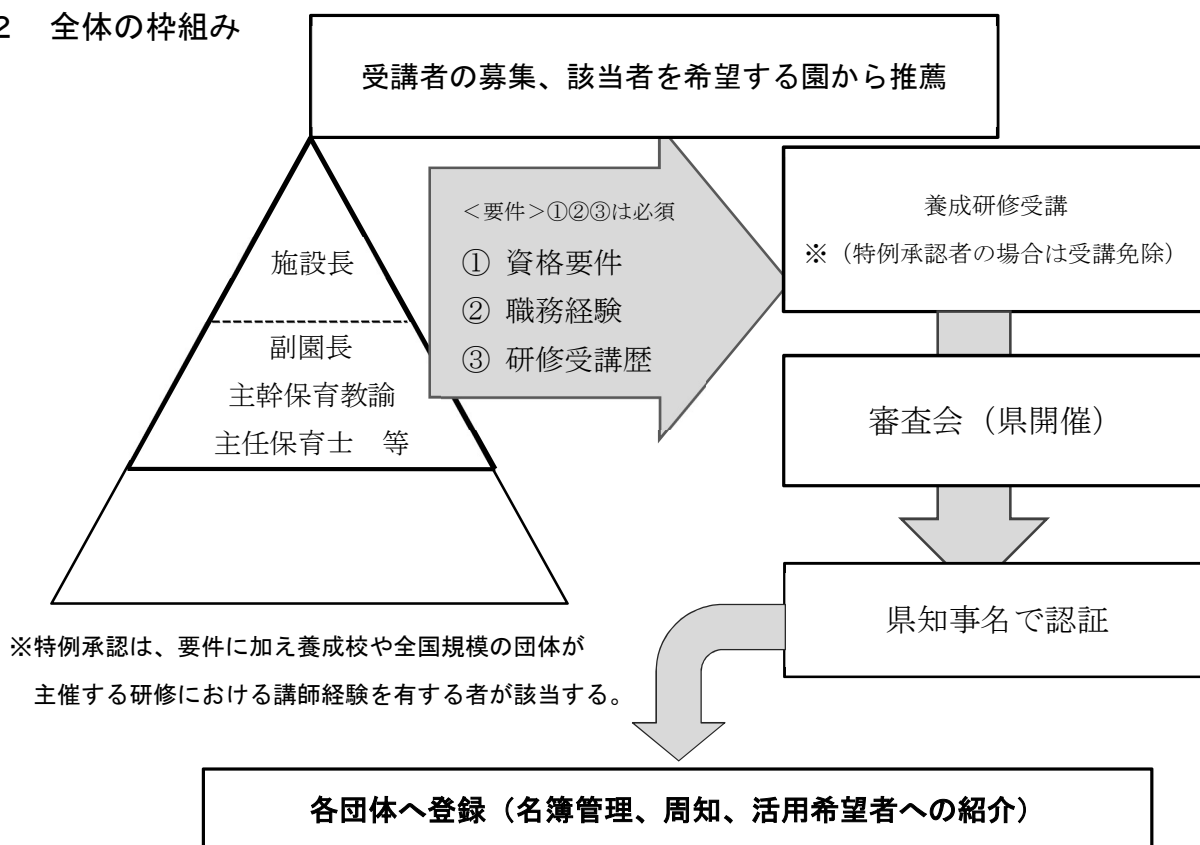 2　全体の枠組み
受講者の募集、該当者を希望する園から推薦
施設長
副園長
主幹保育教諭
主任保育士　等
＜要件＞①②③は必須
① 資格要件
② 職務経験
③ 研修受講歴
養成研修受講
※（特例承認者の場合は受講免除）
審査会（県開催）
県知事名で認証
※特例承認は、要件に加え養成校や全国規模の団体が
主催する研修における講師経験を有する者が該当する。
各団体へ登録（名簿管理、周知、活用希望者への紹介）